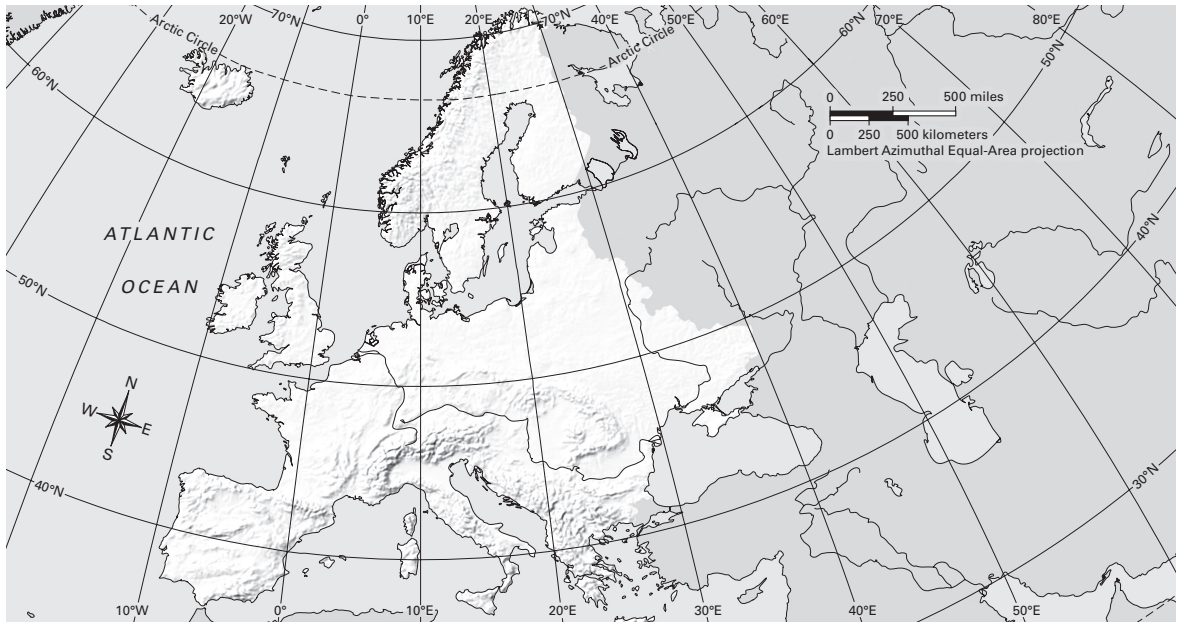 20°W
70°N
0°
10°E
20°E
70°N
40°E
50°E
60°E
70°E
80°E
Arctic Circle
Arctic Circle
60°N
60°N
50°N
0 250 500 miles
0 250 500 kilometers
Lambert Azimuthal Equal-Area projection
ATLANTIC
OCEAN
40°N
50°N
N
W
E
S
40°N
30°N
10°W
0°
10°E
20°E
30°E
40°E
50°E